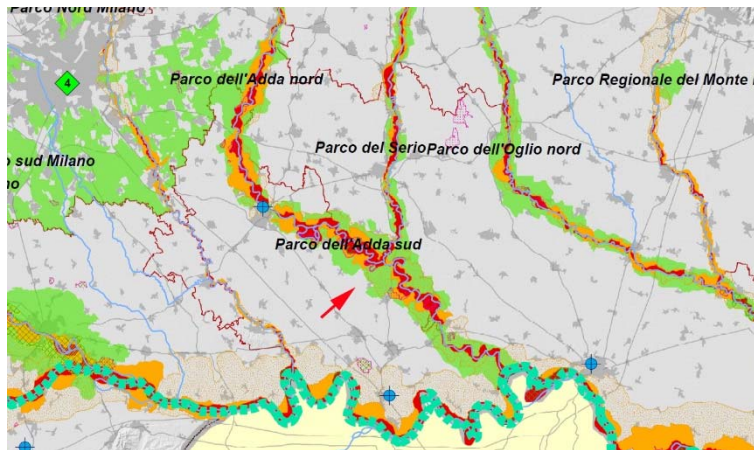 Parco Nord Milano
4
Parco dell'Adda nord
Parco Regionale del Monte
Parco del Serio
Parco dell'Oglio nord
o sud Milano
no
Parco dell'Adda sud